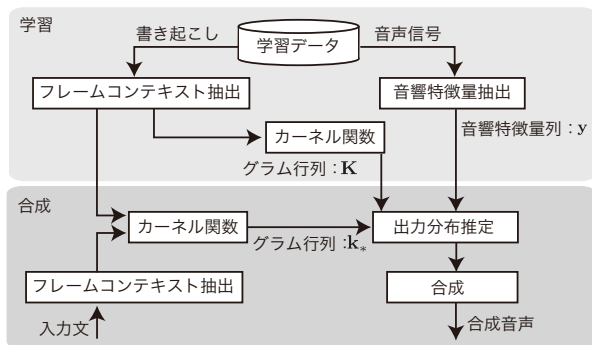 学習
書き起こし
学習データ
音声信号
フレームコンテキスト抽出
音響特徴量抽出
カーネル関数
音響特徴量列：y
グラム行列：K
合成
カーネル関数
グラム行列：k*
出力分布推定
フレームコンテキスト抽出
合成
入力文
合成音声